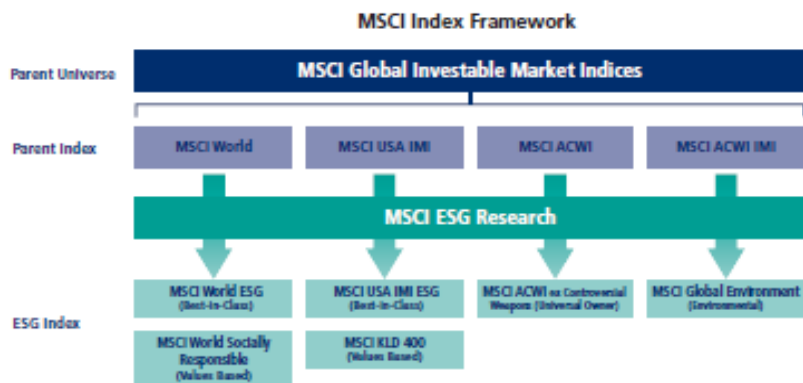 MSCI Index Framework
Parent Universe
MSCI Global Investable Market Indices
Parent Index
MSCI World
MSCI USA IMI
MSCI ACWI
MSCI ACWI IMI
MSCI ESG Research
ESG Index
MSCI World ESG
(Best-in-Class)
MSCI USA IMI ESG
(Best-in-Class)
MSCI ACWI ex Controversial
Weapons (Universal Owner)
MSCI Global Environment
(Environmental)
MSCI World Socially
Responsible
(Values Based)
MSCI KLD 400
(Values Based)